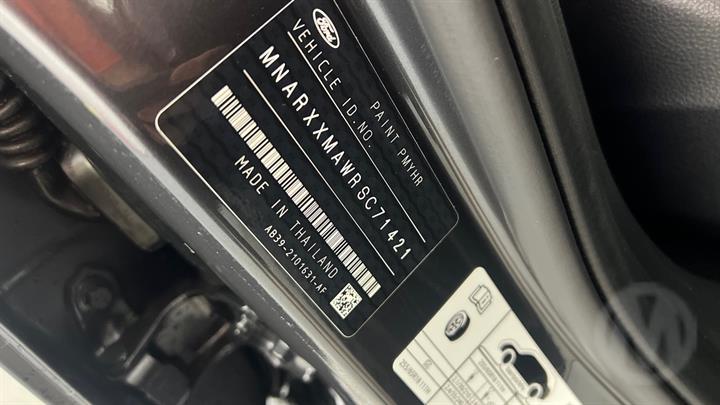 Ford
VEHICLE ID.NO.
PAINT PMYHR
MNARXXMAWRSC71421
MADE IN THAILAND
AB39-2101631-AF